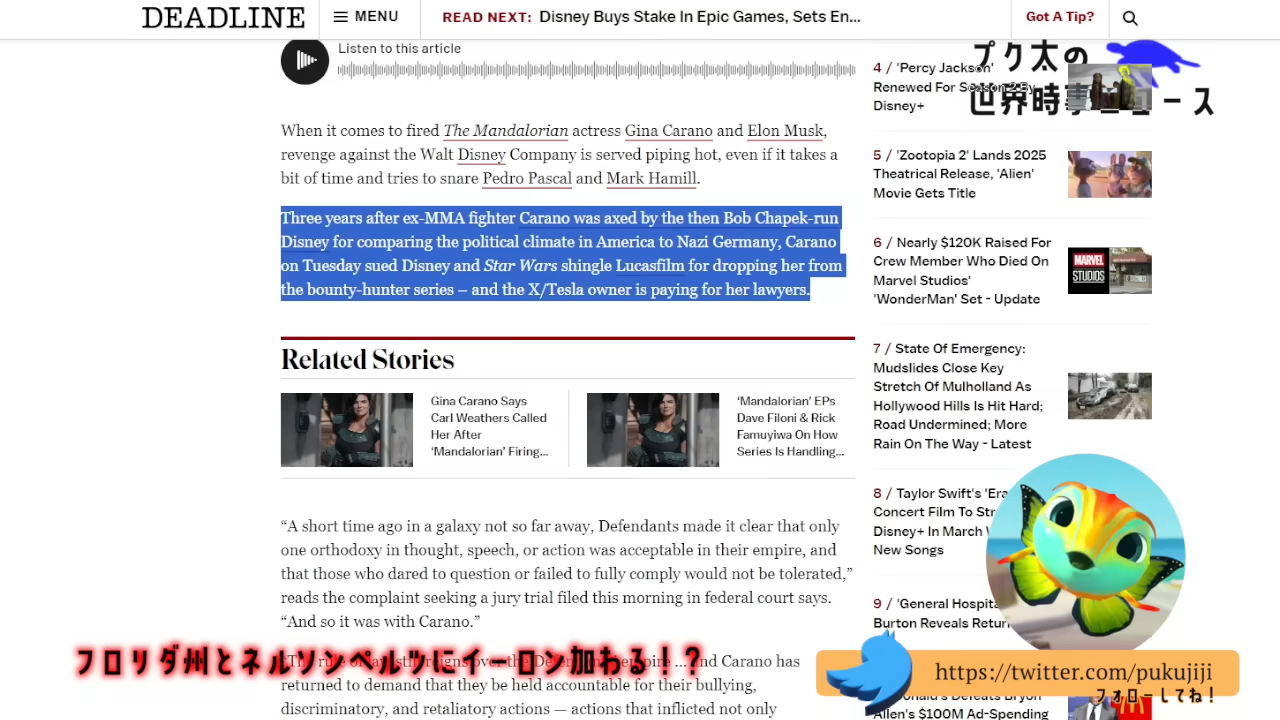 DEADLINE
MENU
READ NEXT: Disney Buys Stake In Epic Games, Sets En...
Got A Tip?
Listen to this article
When it comes to fired The Mandalorian actress Gina Carano and Elon Musk,
revenge against the Walt Disney Company is served piping hot, even if it takes a
bit of time and tries to snare Pedro Pascal and Mark Hamill.
Three years after ex-MMA fighter Carano was axed by the then Bob Chapek-run
Disney for comparing the political climate in America to Nazi Germany, Carano
on Tuesday sued Disney and Star Wars shingle Lucasfilm for dropping her from
the bounty-hunter series – and the X/Tesla owner is paying for her lawyers.
Related Stories
Gina Carano Says
Carl Weathers Called
Her After
‘Mandalorian’ Firing...
‘Mandalorian’ EPs
Dave Filoni & Rick
Famuyiwa On How
Series Is Handling...
“A short time ago in a galaxy not so far away, Defendants made it clear that only
one orthodoxy in thought, speech, or action was acceptable in their empire, and
that those who dared to question or failed to fully comply would not be tolerated,”
reads the complaint seeking a jury trial filed this morning in federal court says.
“And so it was with Carano.”
and Carano has
returned to demand that they be held accountable for their bullying,
discriminatory, and retaliatory actions — actions that inflicted not only
プク太の
世界時事ニュース
4 / 'Percy Jackson'
Renewed For Season 2 By
Disney+
5 / 'Zootopia 2' Lands 2025
Theatrical Release, 'Alien'
Movie Gets Title
6 / Nearly $120K Raised For
Crew Member Who Died On
Marvel Studios'
'WonderMan' Set - Update
MARVEL
STUDIOS
7 / State Of Emergency:
Mudslides Close Key
Stretch Of Mulholland As
Hollywood Hills Is Hit Hard;
Road Undermined; More
Rain On The Way - Latest
8 / Taylor Swift's
Concert Film To
Disney+ In March
New Songs
9 / 'General
Burton Reveals
Allen's $100M Ad-Spending
フロリダ州とネルソンペルツにイーロン加わる！？
https://twitter.com/pukujiji
フォローしてね！